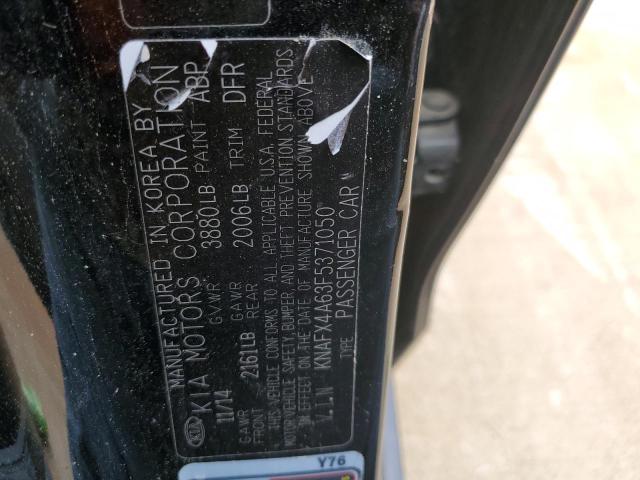 MANUFACTURED IN KOREA BY
KIA KIA MOTORS CORPORATION
11/14 GVWR 3880LB PAINT ABP
GAWR FRONT 2161LB GAWR REAR 2006LB TRIM DFR
THIS VEHICLE CONFORMS TO ALL APPLICABLE U.S.A. FEDERAL
MOTOR VEHICLE SAFETY, BUMPER, AND THEFT PREVENTION STANDARDS
IN EFFECT ON THE DATE OF MANUFACTURE SHOWN ABOVE
V.I.N KNAFX4A63F5371050
TYPE PASSENGER CAR
Y76